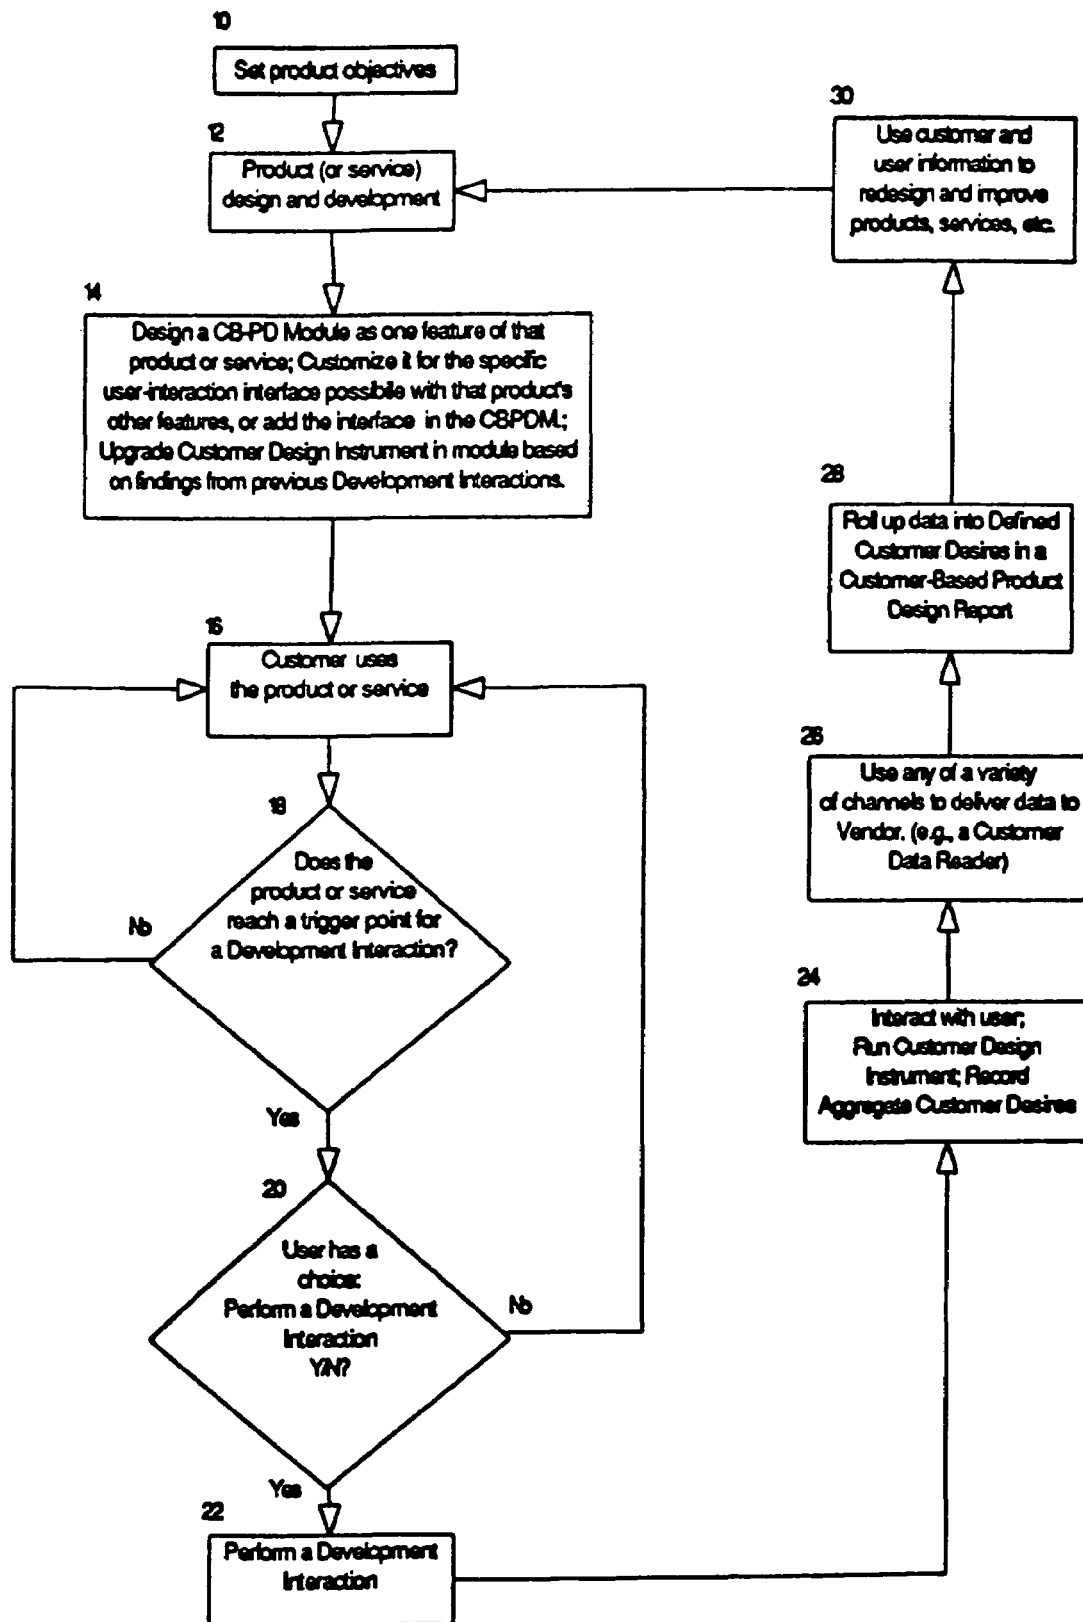 10
Set product objectives
12
Product (or service)
design and development
14
Design a CB-PD Module as one feature of that
product or service; Customize it for the specific
user-interaction interface possibile with that product's
other features, or add the interface in the CBPDM.;
Upgrade Customer Design Instrument in module based
on findings from previous Development Interactions.
16
Customer uses
the product or service
18
Does the
product or service
reach a trigger point for
a Development Interaction?
No
Yes
20
User has a
choice:
Perform a Development
Interaction
Y/N?
No
Yes
22
Perform a Development
Interaction
24
Interact with user;
Run Customer Design
Instrument; Record
Aggregate Customer Desires
26
Use any of a variety
of channels to deliver data to
Vendor. (e.g., a Customer
Data Reader)
28
Roll up data into Defined
Customer Desires in a
Customer-Based Product
Design Report
30
Use customer and
user information to
redesign and improve
products, services, etc.